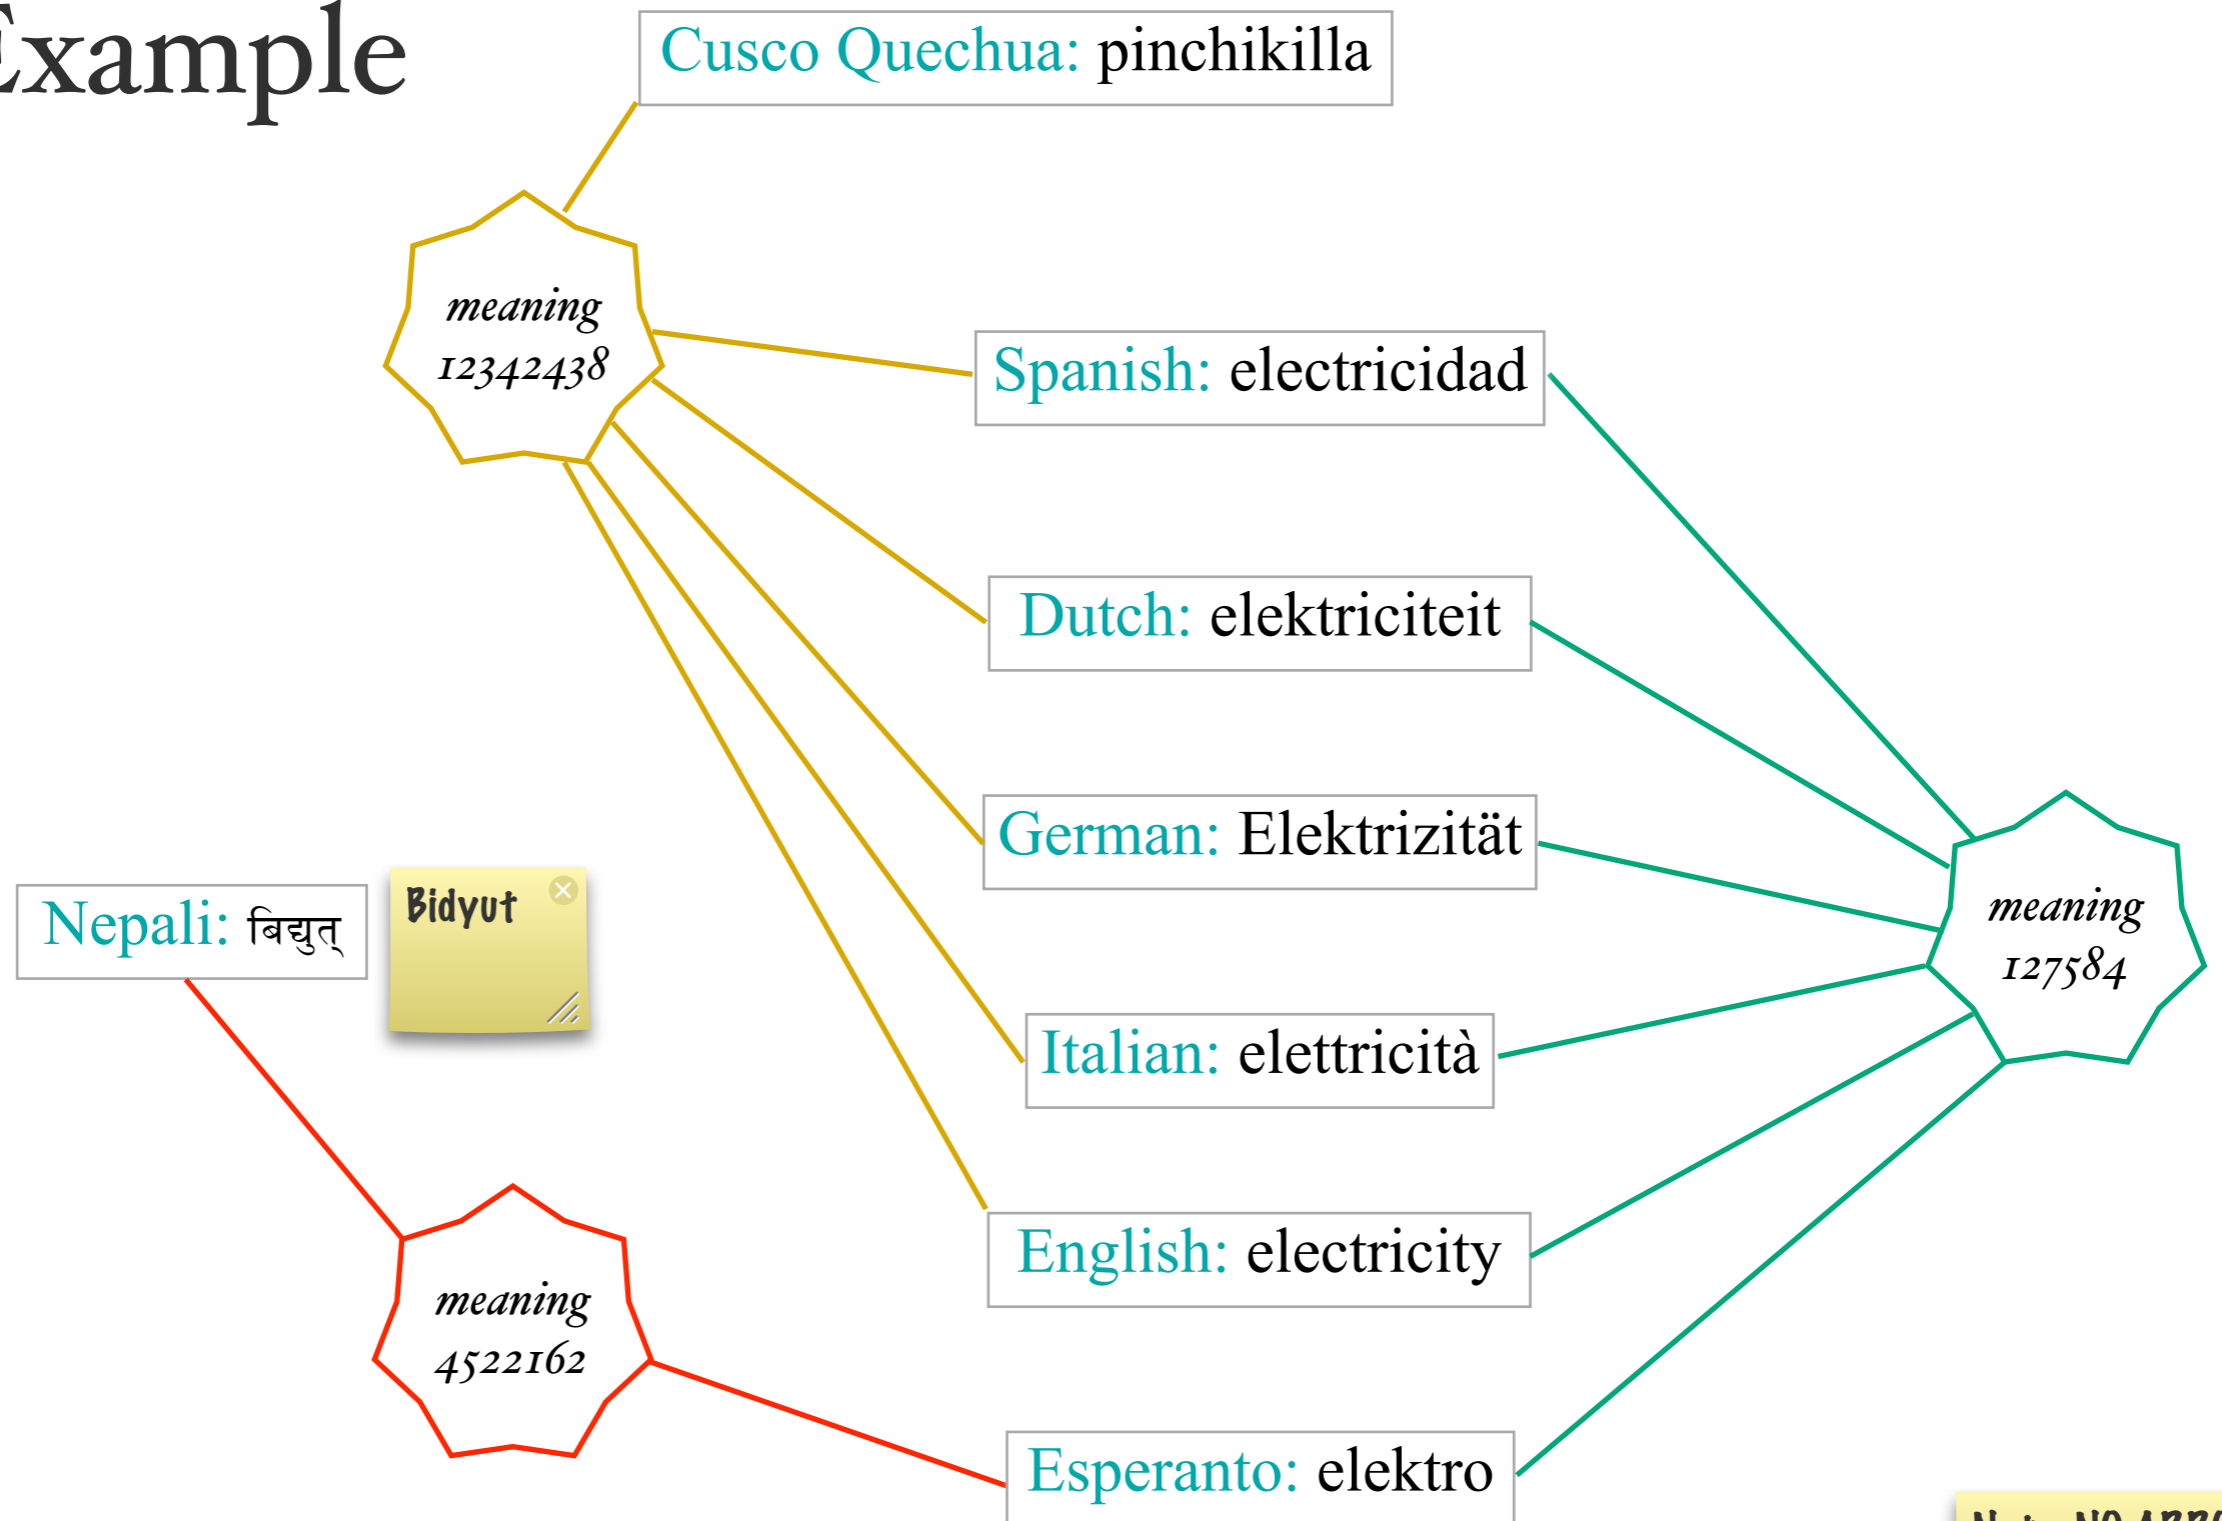 Example
Cusco Quechua: pinchikilla
meaning
12342438
Spanish: electricidad
Dutch: elektriciteit
German: Elektrizität
meaning
127584
Nepali: बिद्युत्
Bidyut
Italian: elettricità
English: electricity
meaning
4522162
Esperanto: elektro